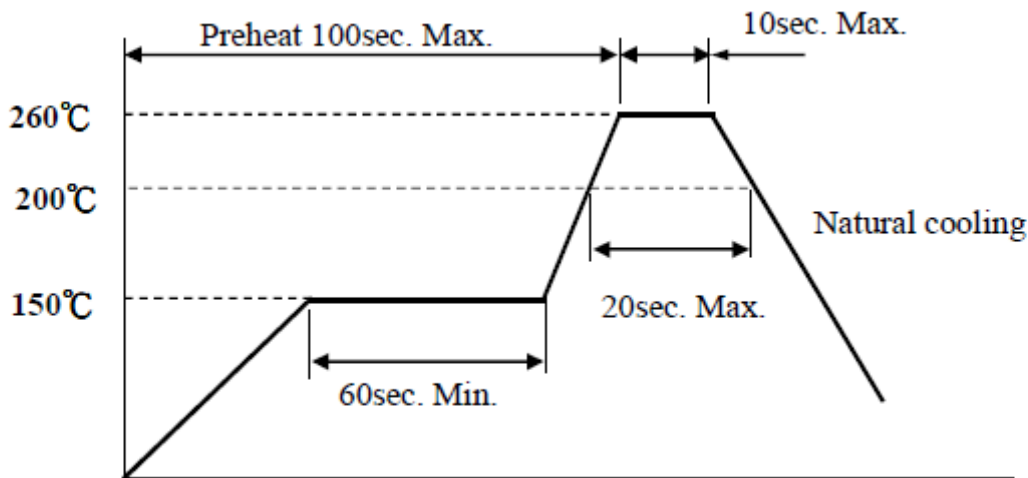 10sec. Max.
Preheat 100sec. Max.
260℃
200℃
Natural cooling
150℃
20sec. Max.
60sec. Min.